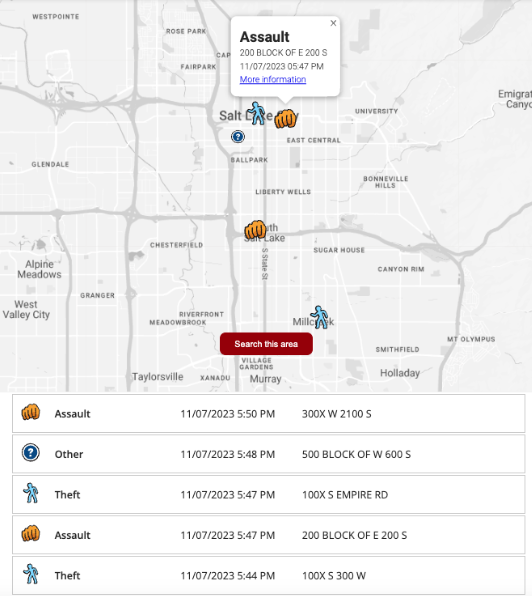 WESTPOINTE
ROSE PARK
×
Assault
200 BLOCK OF E 200 S
11/07/2023 05:47 PM
More information
CAP
FAIRPARK
Emigrat
Canyo
Salt L e y
UNIVERSITY
?
EAST CENTRAL
BALLPARK
GLENDALE
BONNEVILLE
HILLS
LIBERTY WELLS
uth
Salt Lake
CHESTERFIELD
S State St
SUGAR HOUSE
Alpine
Meadows
CANYON RIM
GRANGER
West
Valley City
RIVERFRONT
MEADOWBROOK
Millc k
Search this area
MT OLYMPUS
SMITHFIELD
VILLAGE
GARDENS
Taylorsville
XANADU
Murray
Holladay
Assault 11/07/2023 5:50 PM 300X W 2100 S
? Other 11/07/2023 5:48 PM 500 BLOCK OF W 600 S
Theft 11/07/2023 5:47 PM 100X S EMPIRE RD
Assault 11/07/2023 5:47 PM 200 BLOCK OF E 200 S
Theft 11/07/2023 5:44 PM 100X S 300 W